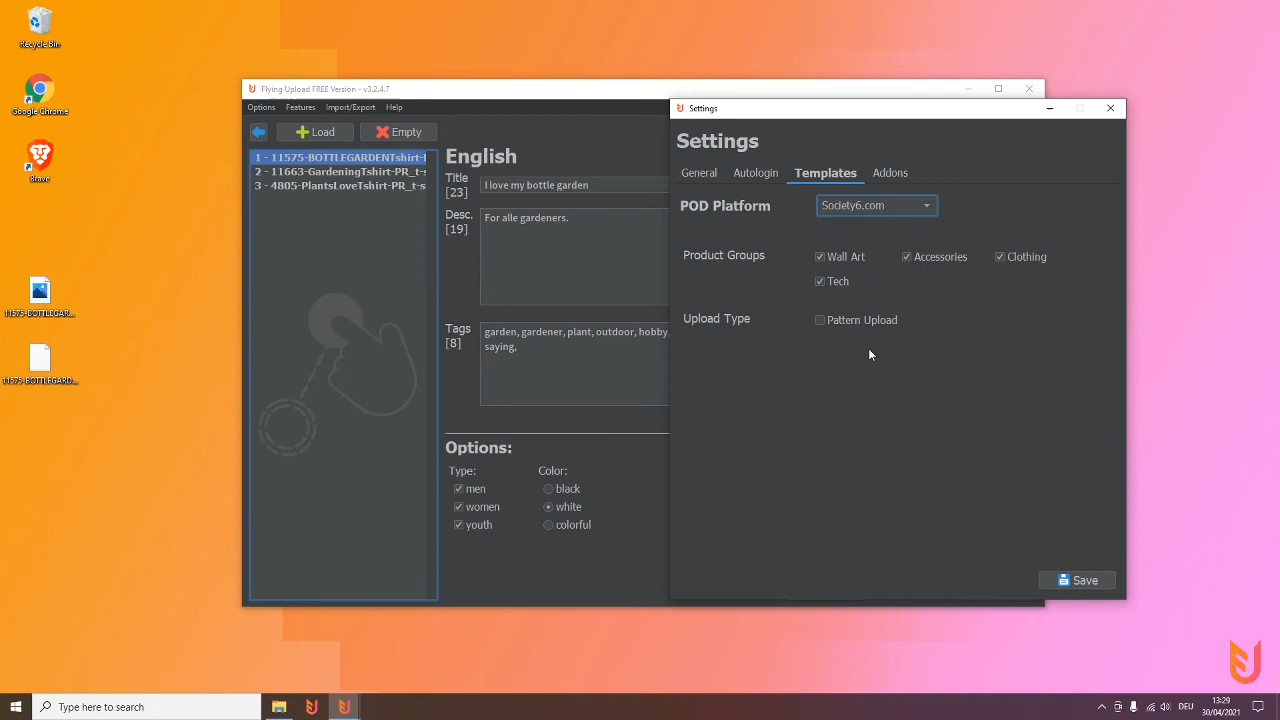 Recycle Bin
Google Chrome
Brave
11575-BOTTLEGAR...
11575-BOTTLEGARD...
Flying Upload FREE Version - v3.2.4.7
Options Features Import/Export Help
Load Empty
1 - 11575-BOTTLEGARDENTshirt-
2 - 11663-GardeningTshirt-PR_t-s
3 - 4805-PlantsLoveTshirt-PR_t-s
English
Title
[23]
I love my bottle garden
Desc.
[19]
For alle gardeners.
Tags
[8]
garden, gardener, plant, outdoor, hobby,
saying,
Options:
Type: Color:
men black
women white
youth colorful
Settings
Settings
General Autologin Templates Addons
POD Platform Society6.com
Product Groups Wall Art Accessories Clothing
Tech
Upload Type Pattern Upload
Save
Type here to search
DEU
13:29
30/04/2021